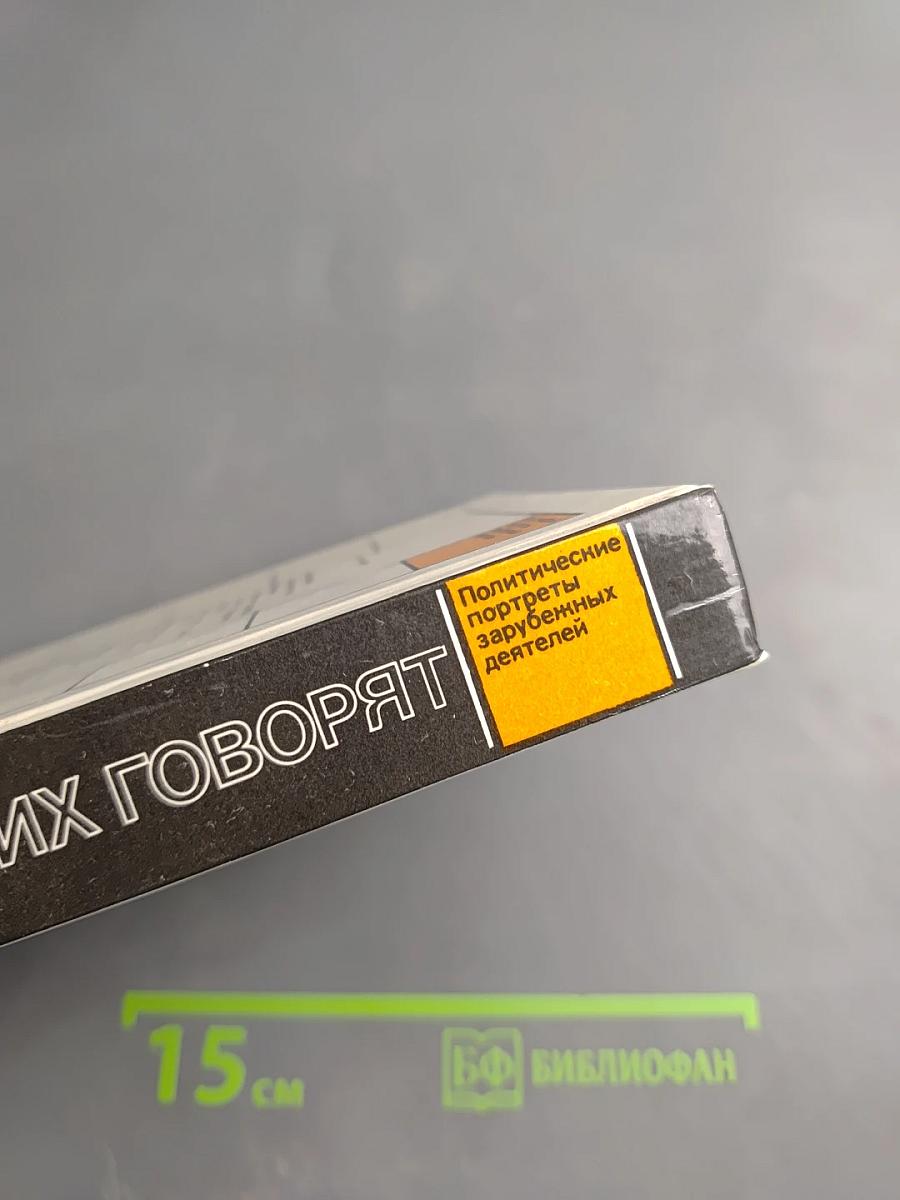 ИХ ГОВОРЯТ
Политические
портреты
зарубежных
деятелей
15 см
БФ БИБЛИОФАН